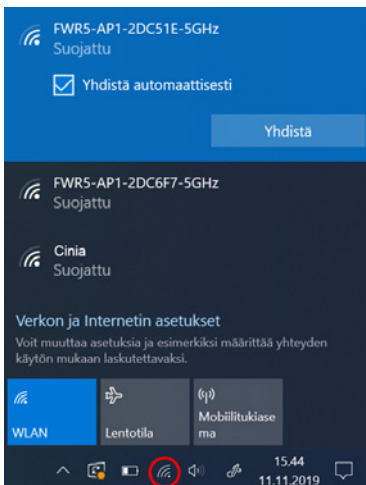 FWR5-AP1-2DC51E-5GHz
Suojattu
Yhdistä automaattisesti
Yhdistä
FWR5-AP1-2DC6F7-5GHz
Suojattu
Cinia
Suojattu
Verkon ja Internetin asetukset
Voit muuttaa asetuksia ja esimerkiksi määrittää yhteyden
käytön mukaan laskutettavaksi.
WLAN
Lentotila
Mobiilitukiase
ma
15.44
11.11.2019